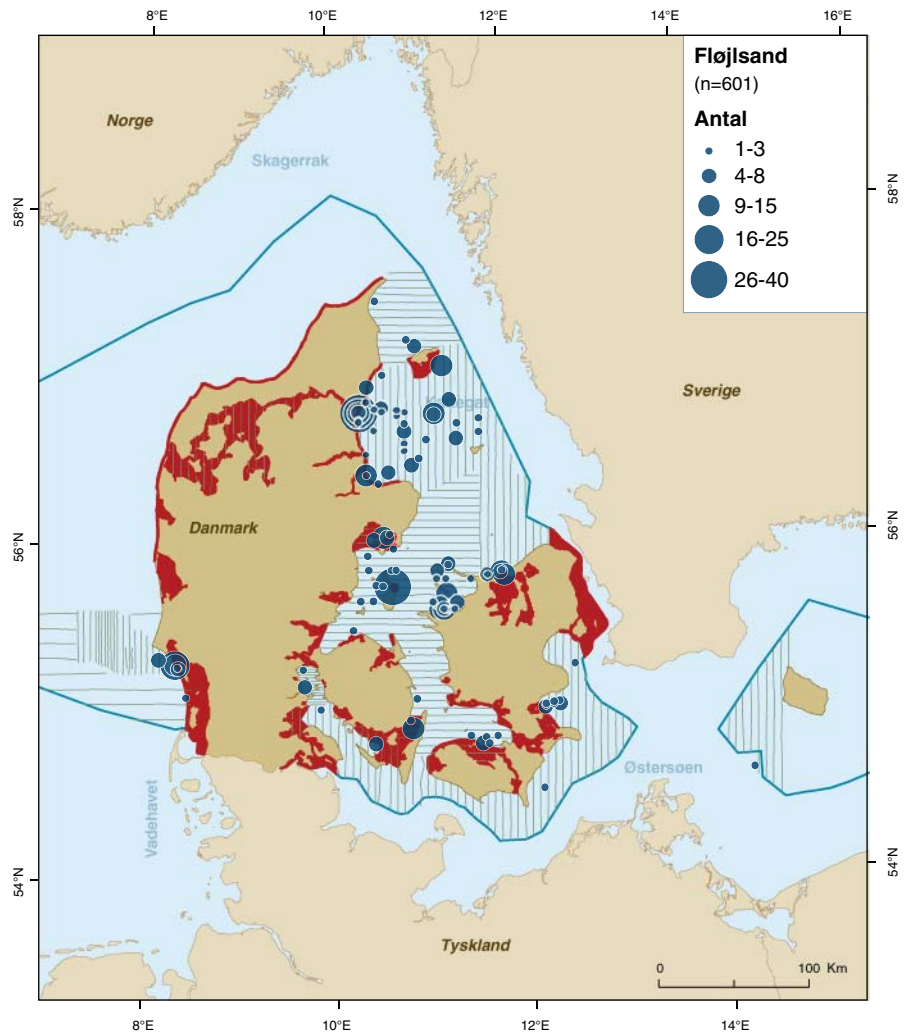 8°E 10°E 12°E 14°E 16°E
Fløjlsand
(n=601)
Antal
1-3
4-8
9-15
16-25
26-40
Norge
Skagerrak
58°N
58°N
Kattegat
Sverige
Danmark
56°N
56°N
Østersøen
Vadehavet
54°N
54°N
Tyskland
0 100 Km
8°E 10°E 12°E 14°E